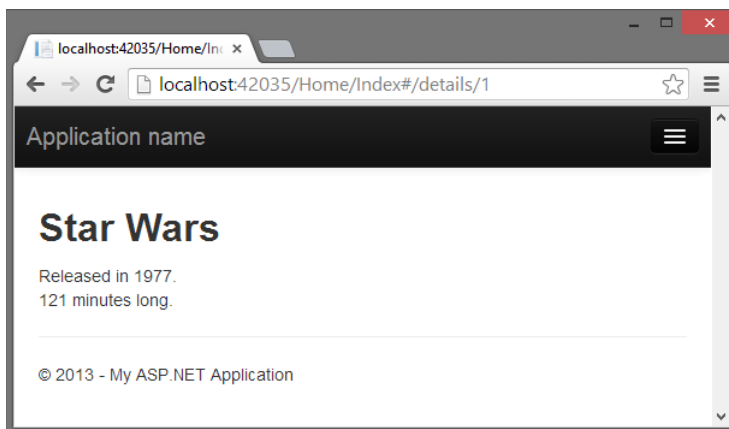 localhost:42035/Home/In
localhost:42035/Home/Index#/details/1
Application name
Star Wars
Released in 1977.
121 minutes long.
© 2013 - My ASP.NET Application